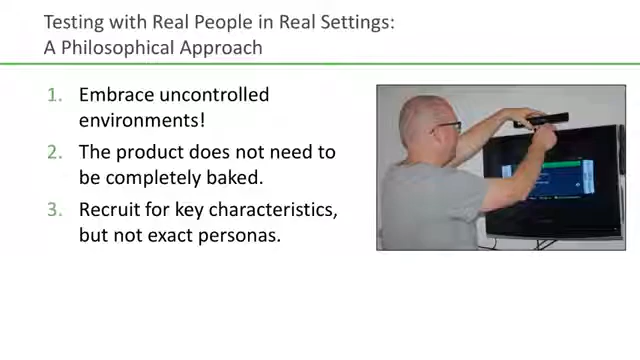 Testing with Real People in Real Settings:
A Philosophical Approach
1. Embrace uncontrolled
environments!
2. The product does not need to
be completely baked.
3. Recruit for key characteristics,
but not exact personas.